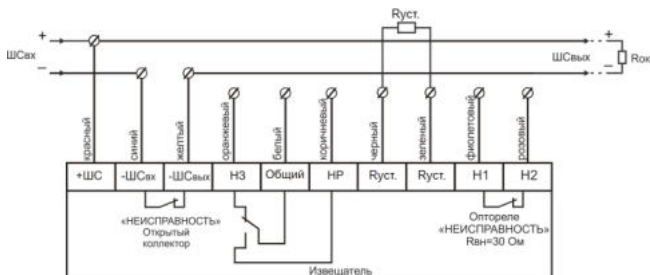 Rуст.
+
ШСвх
−
+
ШСвых
−
Rок
красный
синий
желтый
оранжевый
белый
коричневый
черный
зеленый
фиолетовый
розовый
+ШС
-ШСвх
-ШСвых
НЗ
Общий
НР
Rуст.
Rуст.
Н1
Н2
«НЕИСПРАВНОСТЬ»
Открытый
коллектор
Оптореле
«НЕИСПРАВНОСТЬ»
Rвн=30 Ом
Извещатель